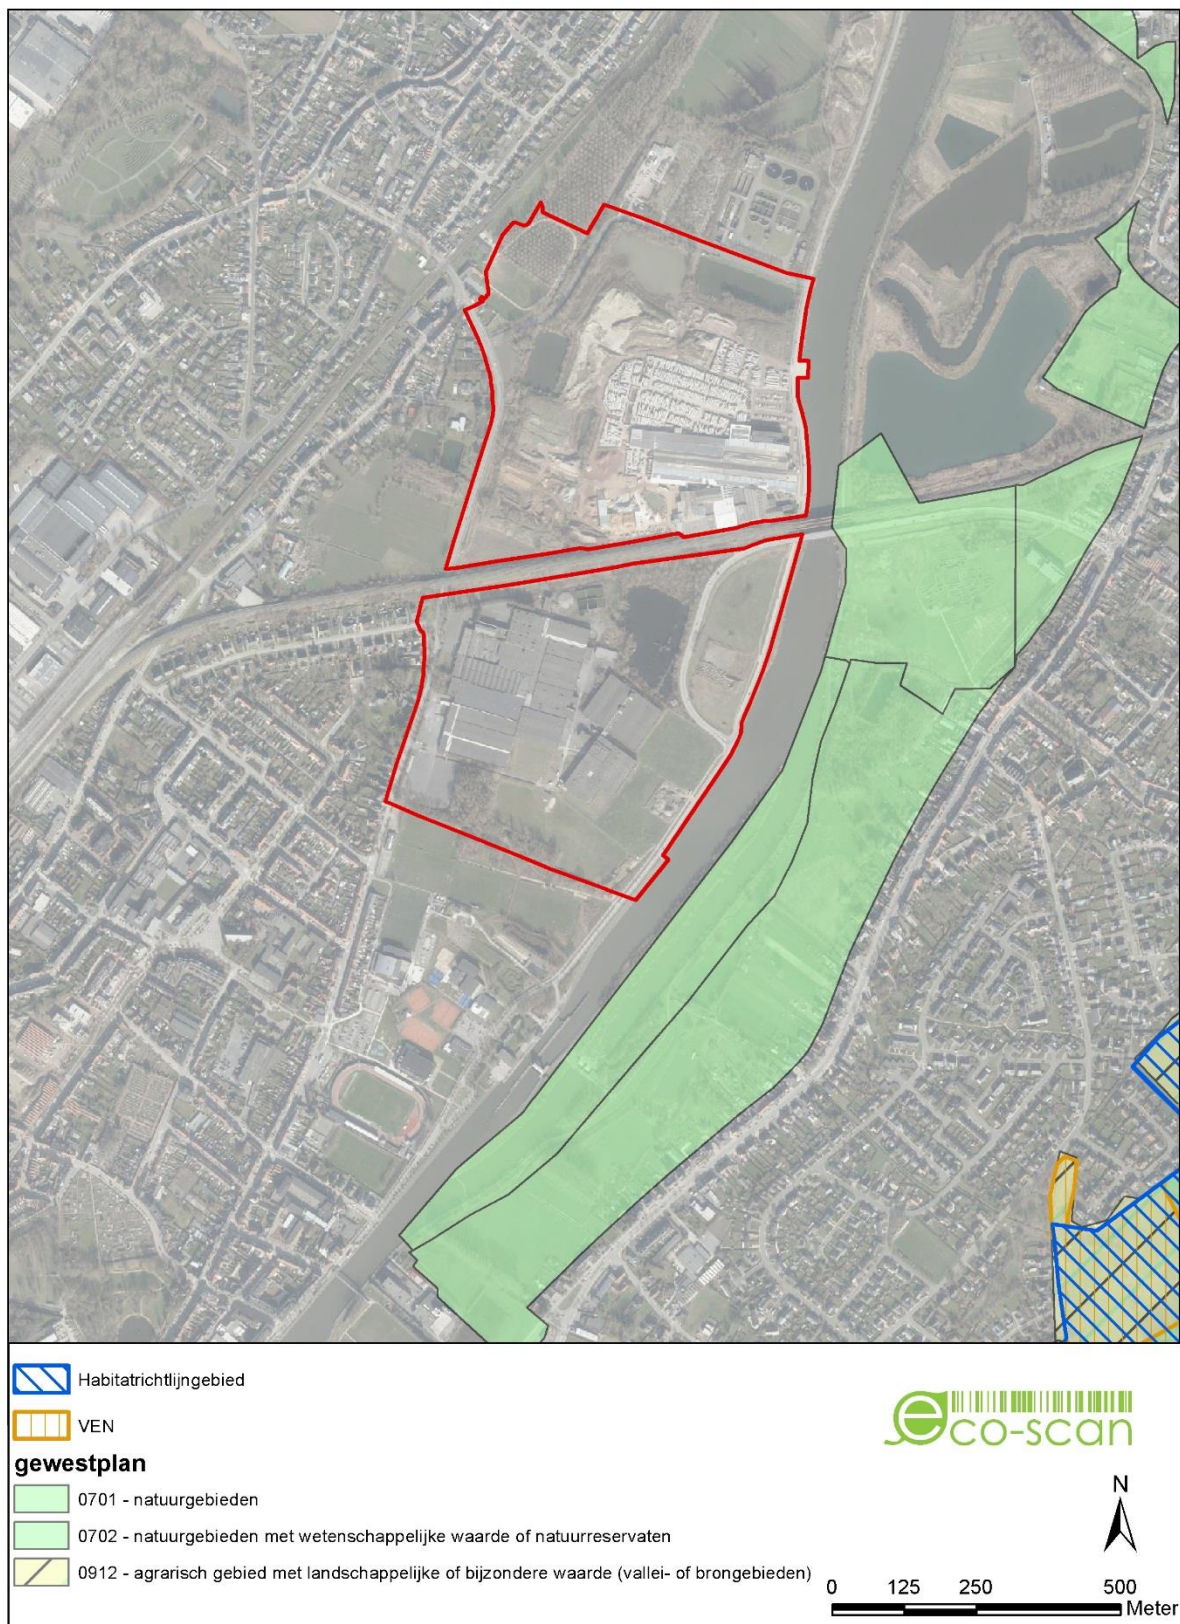 Habitatrichtlijngebied
VEN
gewestplan
0701 - natuurgebieden
0702 - natuurgebieden met wetenschappelijke waarde of natuurreservaten
0912 - agrarisch gebied met landschappelijke of bijzondere waarde (vallei- of brongebieden)
eco-scan
N
0 125 250 500
Meter